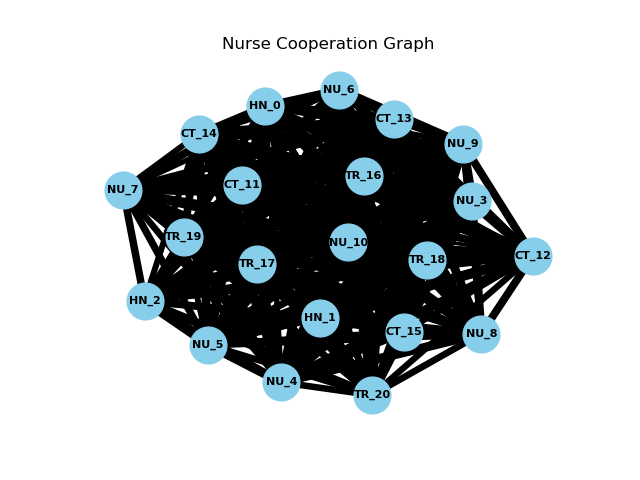 Nurse Cooperation Graph
NU_6
HN_0
CT_13
CT_14
NU_9
TR_16
CT_11
NU_7
NU_3
TR_19
NU_10
CT_12
TR_18
TR_17
HN_2
HN_1
CT_15
NU_8
NU_5
NU_4
TR_20